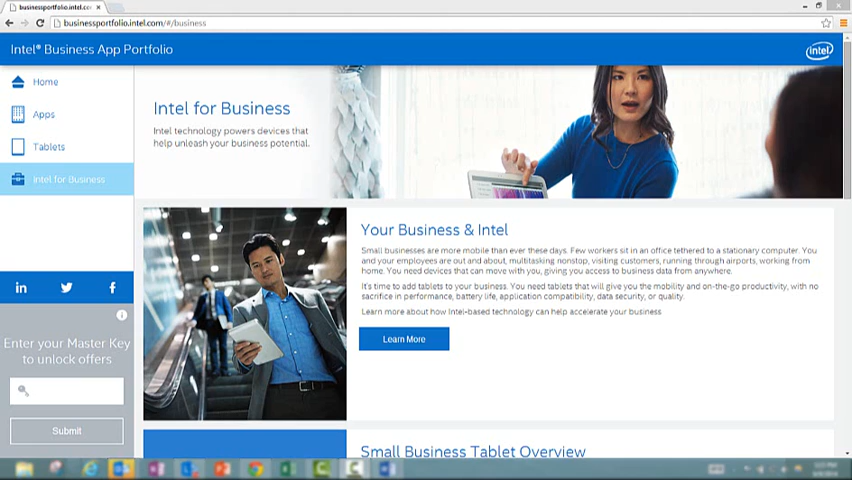 businessportfolio.intel.com
businessportfolio.intel.com/#/business
Intel® Business App Portfolio
intel
Home
Apps
Tablets
Intel for Business
Intel for Business
Intel technology powers devices that
help unleash your business potential.
Your Business & Intel
Small businesses are more mobile than ever these days. Few workers sit in an office tethered to a stationary computer. You
and your employees are out and about, multitasking nonstop, visiting customers, running through airports, working from
home. You need devices that can move with you, giving you access to business data from anywhere.
It's time to add tablets to your business. You need tablets that will give you the mobility and on-the-go productivity, with no
sacrifice in performance, battery life, application compatibility, data security, or quality.
Learn more about how Intel-based technology can help accelerate your business
Learn More
in
f
i
Enter your Master Key
to unlock offers
Submit
Small Business Tablet Overview